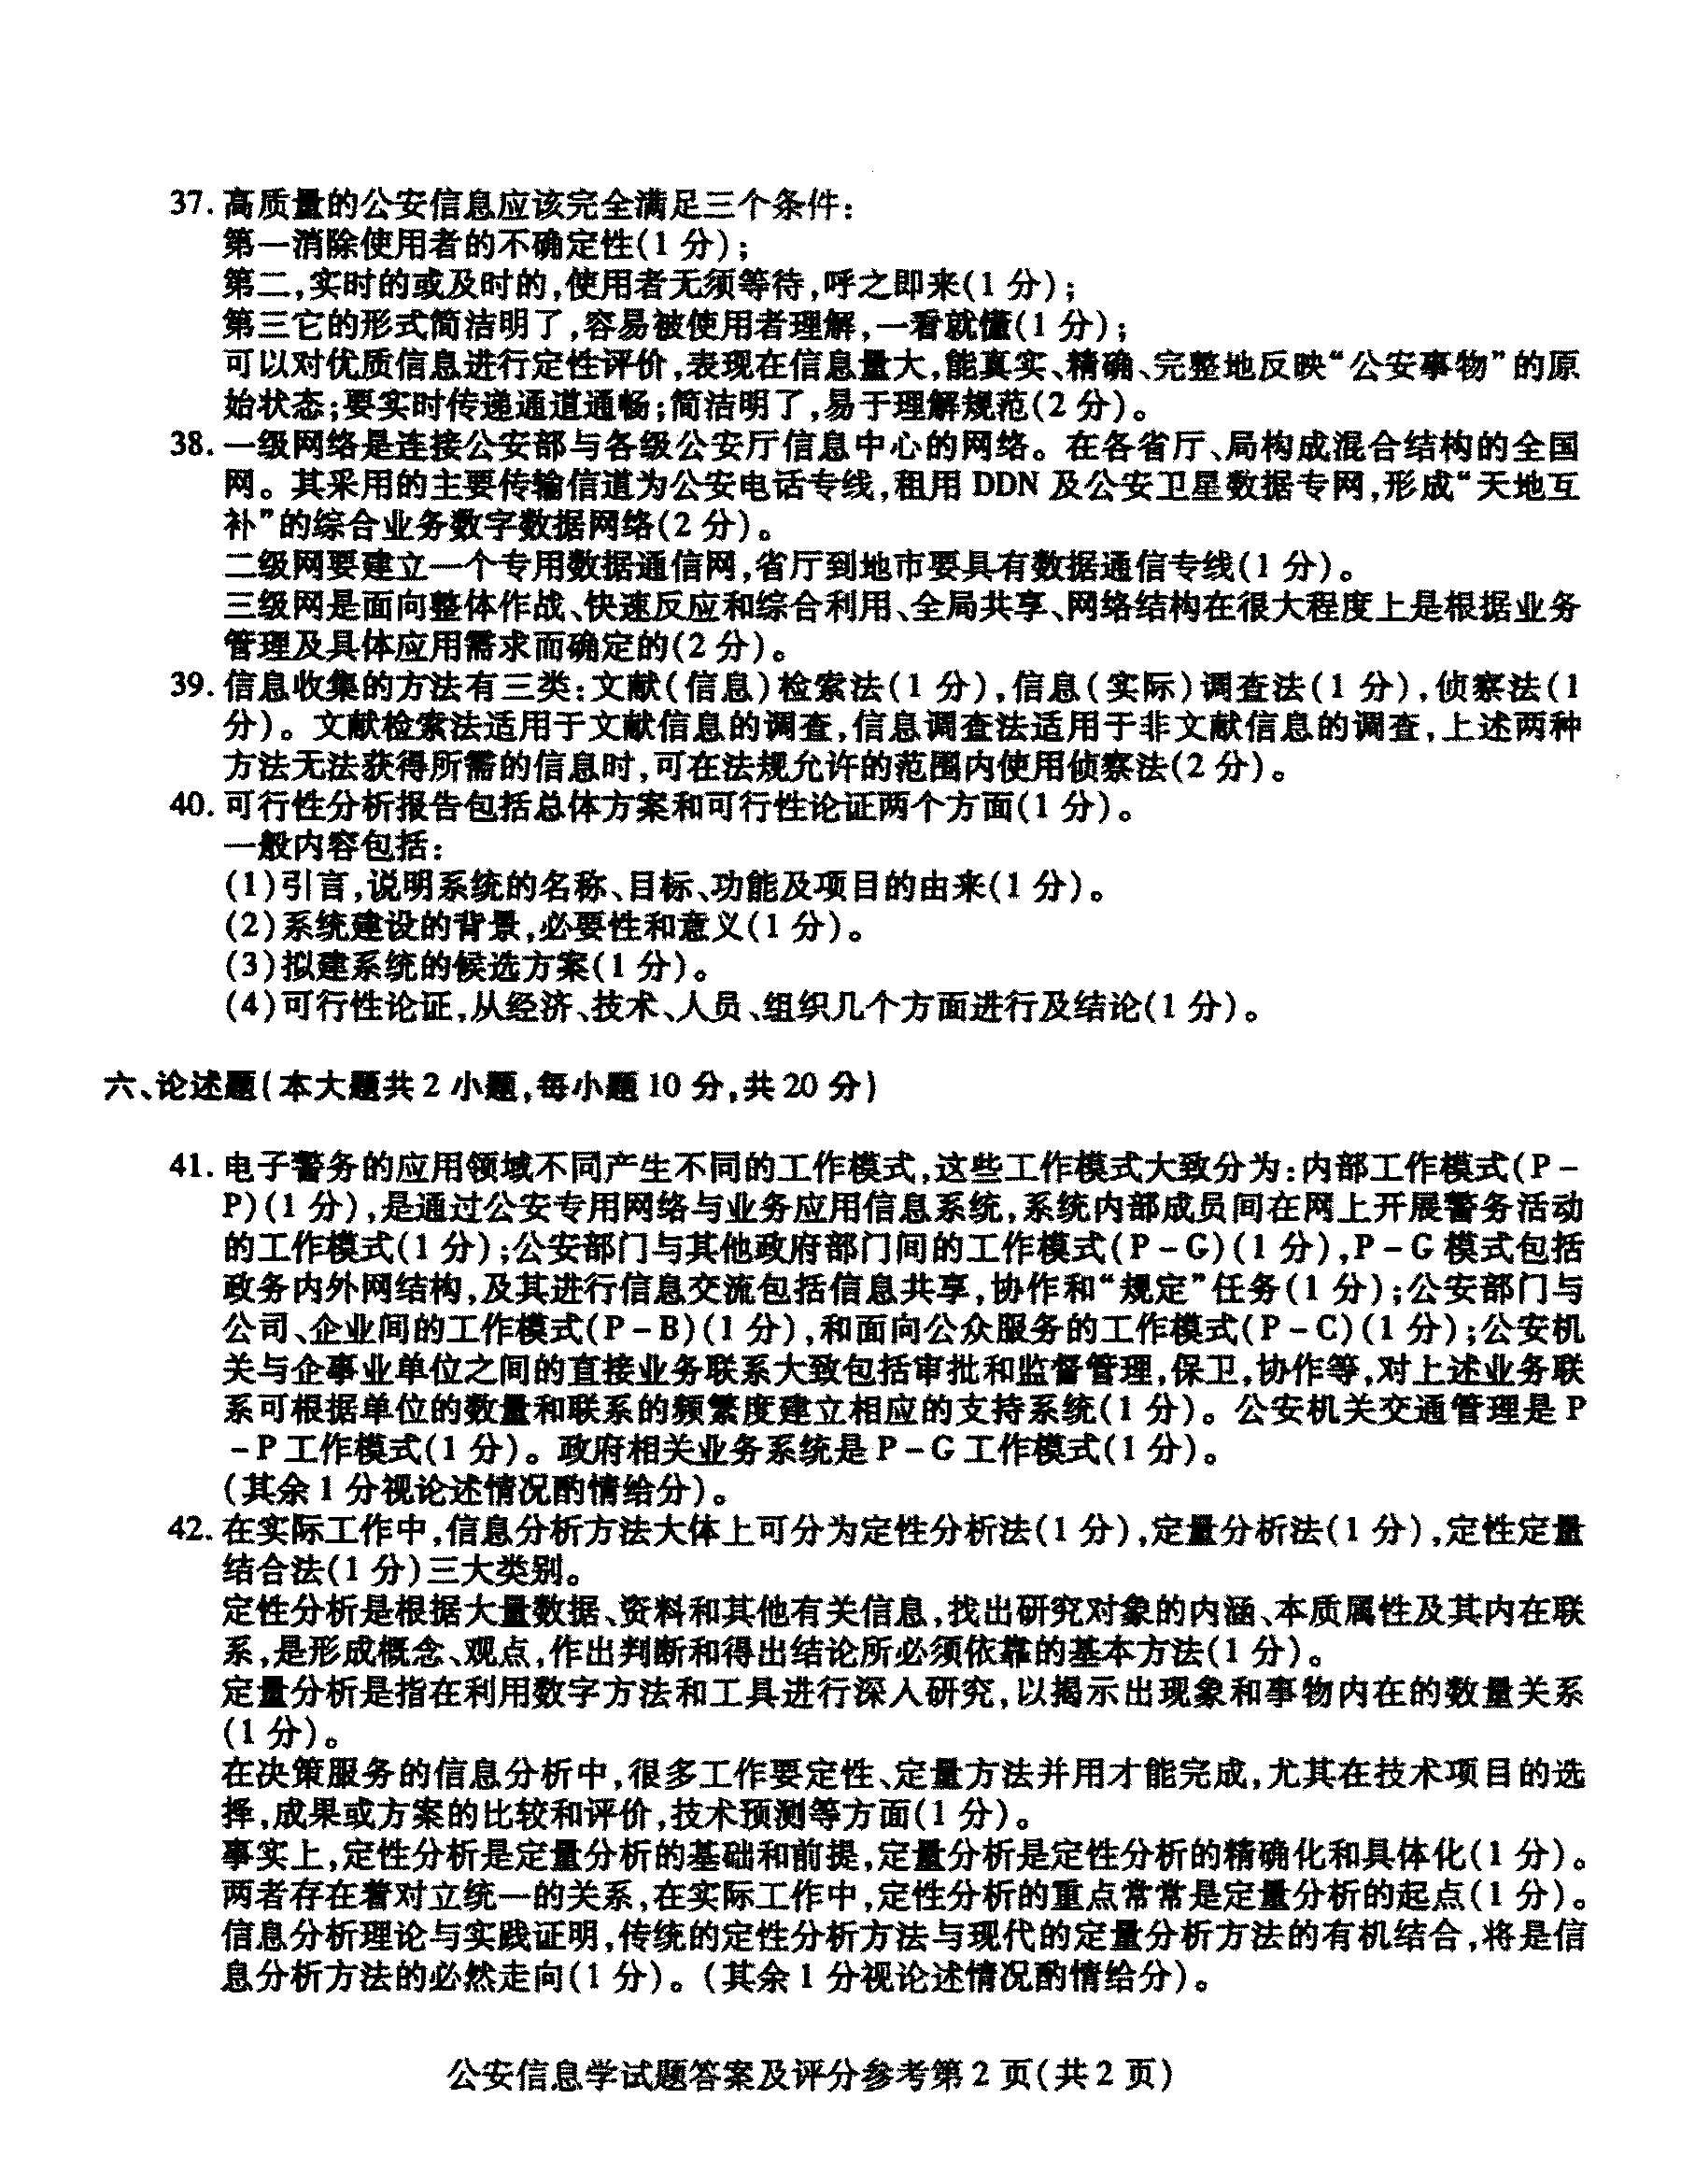 37. 高质量的公安信息应该完全满足三个条件:
第一消除使用者的不确定性(1 分);
第二,实时的或及时的,使用者无须等待,呼之即来(1 分);
第三它的形式简洁明了,容易被使用者理解,一看就懂(1 分);
可以对优质信息进行定性评价,表现在信息量大,能真实、精确、完整地反映“公安事物”的原
始状态;要实时传递通道通畅;简洁明了,易于理解规范(2 分)。
38. 一级网络是连接公安部与各级公安厅信息中心的网络。在各省厅、局构成混合结构的全国
网。其采用的主要传输信道为公安电话专线,租用 DDN 及公安卫星数据专网,形成“天地互
补”的综合业务数字数据网络(2 分)。
二级网要建立一个专用数据通信网,省厅到地市要具有数据通信专线(1 分)。
三级网是面向整体作战、快速反应和综合利用、全局共享、网络结构在很大程度上是根据业务
管理及具体应用需求而确定的(2 分)。
39. 信息收集的方法有三类:文献(信息)检索法(1 分),信息(实际)调查法(1 分),侦察法(1
分)。文献检索法适用于文献信息的调查,信息调查法适用于非文献信息的调查,上述两种
方法无法获得所需的信息时,可在法规允许的范围内使用侦察法(2 分)。
40. 可行性分析报告包括总体方案和可行性论证两个方面(1 分)。
一般内容包括:
(1)引言,说明系统的名称、目标、功能及项目的由来(1 分)。
(2)系统建设的背景,必要性和意义(1 分)。
(3)拟建系统的候选方案(1 分)。
(4)可行性论证,从经济、技术、人员、组织几个方面进行及结论(1 分)。
六、论述题(本大题共 2 小题,每小题 10 分,共 20 分)
41. 电子警务的应用领域不同产生不同的工作模式,这些工作模式大致分为:内部工作模式(P-
P)(1 分),是通过公安专用网络与业务应用信息系统,系统内部成员间在网上开展警务活动
的工作模式(1 分);公安部门与其他政府部门间的工作模式(P-G)(1 分),P-G 模式包括
政务内外网结构,及其进行信息交流包括信息共享,协作和“规定”任务(1 分);公安部门与
公司、企业间的工作模式(P-B)(1 分),和面向公众服务的工作模式(P-C)(1 分);公安机
关与企事业单位之间的直接业务联系大致包括审批和监督管理,保卫,协作等,对上述业务联
系可根据单位的数量和联系的频繁度建立相应的支持系统(1 分)。公安机关交通管理是 P
-P 工作模式(1 分)。政府相关业务系统是 P-G 工作模式(1 分)。
(其余 1 分视论述情况酌情给分)。
42. 在实际工作中,信息分析方法大体上可分为定性分析法(1 分),定量分析法(1 分),定性定量
结合法(1 分)三大类别。
定性分析是根据大量数据、资料和其他有关信息,找出研究对象的内涵、本质属性及其内在联
系,是形成概念、观点,作出判断和得出结论所必须依靠的基本方法(1 分)。
定量分析是指在利用数字方法和工具进行深入研究,以揭示出现象和事物内在的数量关系
(1 分)。
在决策服务的信息分析中,很多工作要定性、定量方法并用才能完成,尤其在技术项目的选
择,成果或方案的比较和评价,技术预测等方面(1 分)。
事实上,定性分析是定量分析的基础和前提,定量分析是定性分析的精确化和具体化(1 分)。
两者存在着对立统一的关系,在实际工作中,定性分析的重点常常是定量分析的起点(1 分)。
信息分析理论与实践证明,传统的定性分析方法与现代的定量分析方法的有机结合,将是信
息分析方法的必然走向(1 分)。(其余 1 分视论述情况酌情给分)。
公安信息学试题答案及评分参考第 2 页(共 2 页)